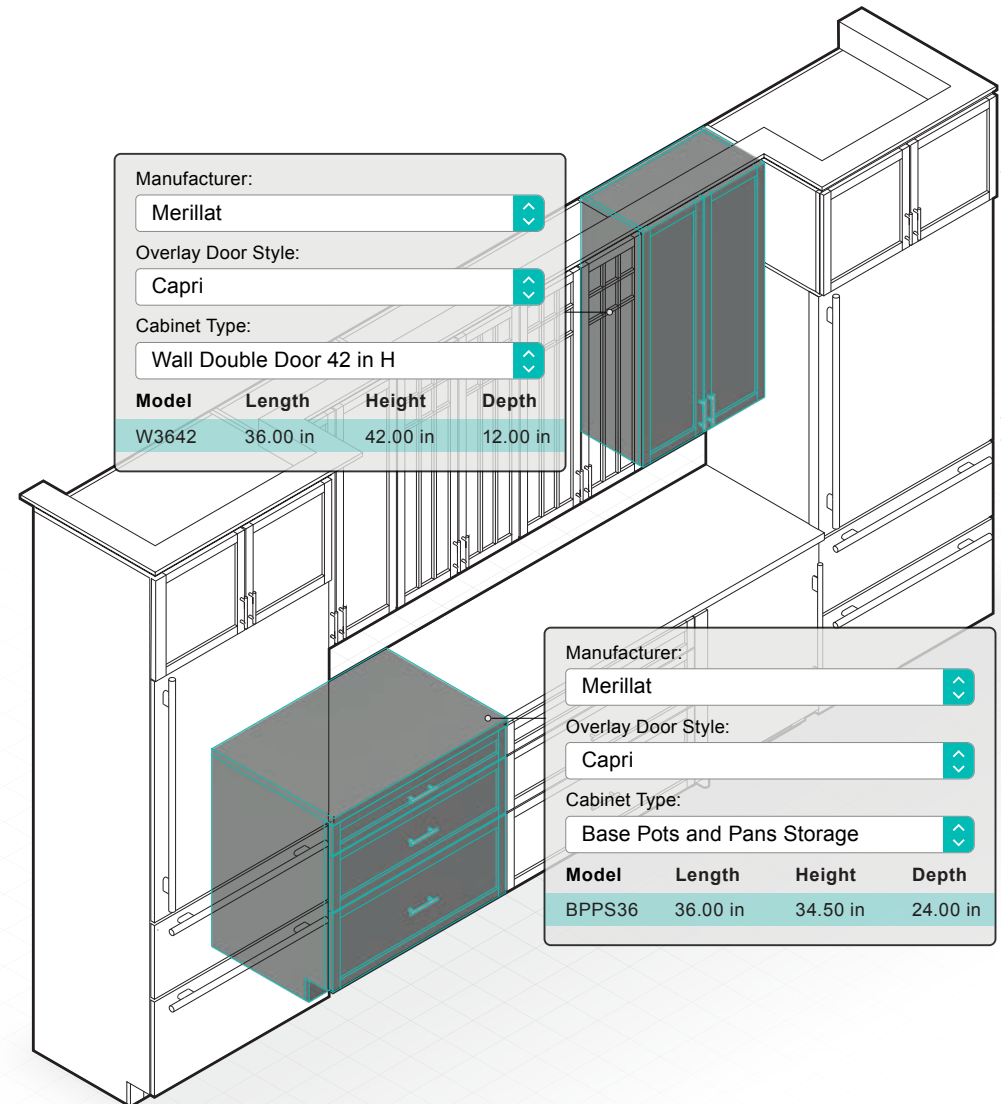 Manufacturer:
Merillat
Overlay Door Style:
Capri
Cabinet Type:
Wall Double Door 42 in H
Model Length Height Depth
W3642 36.00 in 42.00 in 12.00 in
Manufacturer:
Merillat
Overlay Door Style:
Capri
Cabinet Type:
Base Pots and Pans Storage
Model Length Height Depth
BPPS36 36.00 in 34.50 in 24.00 in